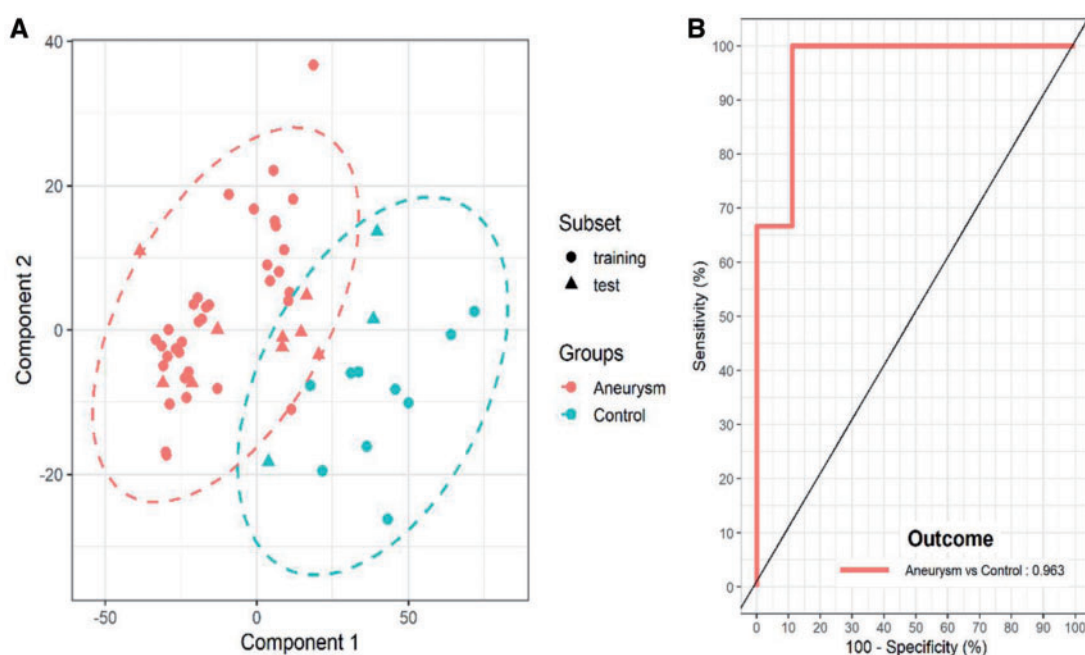 A
40
20
0
-20
Component 2
-50
0
50
Component 1
Subset
training
test
Groups
Aneurysm
Control
B
100
90
80
70
60
50
40
30
20
10
0
Sensitivity (%)
Outcome
Aneurysm vs Control : 0.963
0 10 20 30 40 50 60 70 80 90 100
100 - Specificity (%)